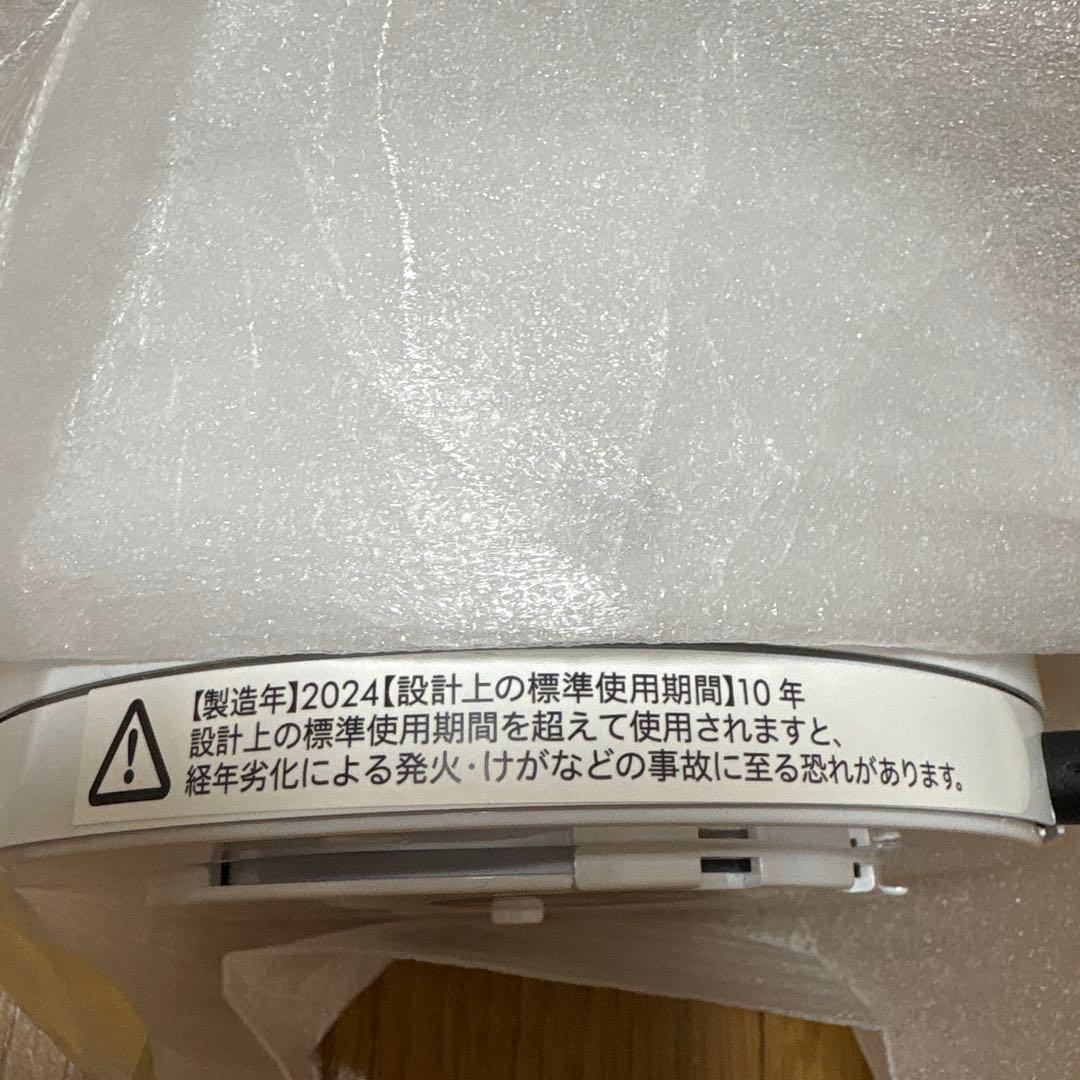 【製造年】2024【設計上の標準使用期間】10年
設計上の標準使用期間を超えて使用されますと、
経年劣化による発火・けがなどの事故に至る恐れがあります。